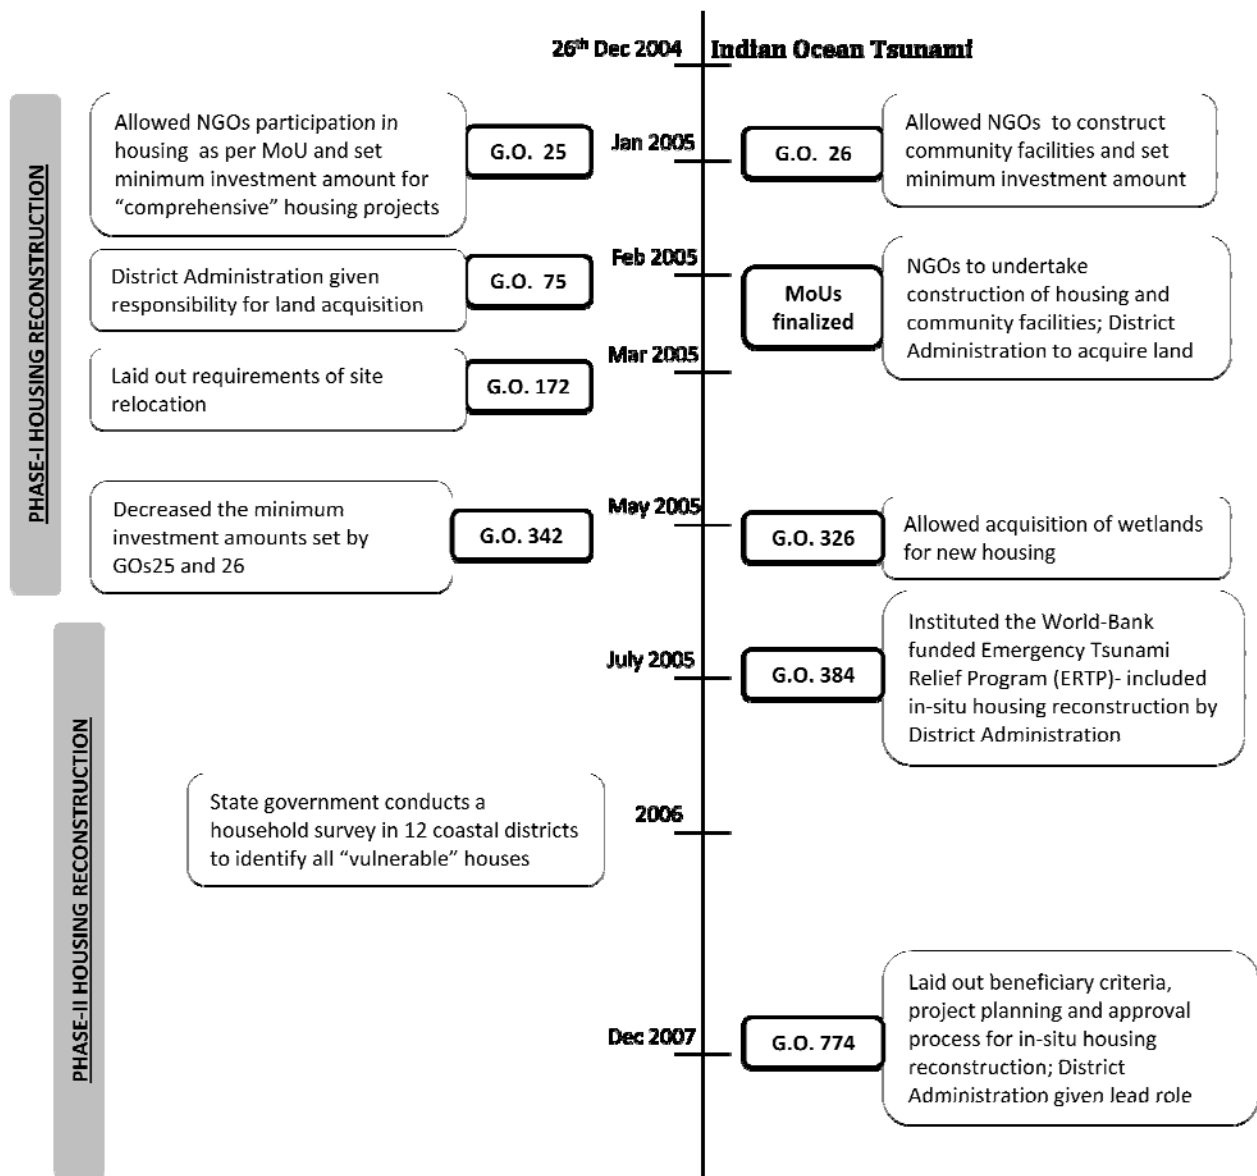 26th Dec 2004
Indian Ocean Tsunami
PHASE-I HOUSING RECONSTRUCTION
Allowed NGOs participation in
housing as per MoU and set
minimum investment amount for
“comprehensive” housing projects
G.O. 25
Jan 2005
G.O. 26
Allowed NGOs to construct
community facilities and set
minimum investment amount
District Administration given
responsibility for land acquisition
G.O. 75
Feb 2005
MoUs
finalized
NGOs to undertake
construction of housing and
community facilities; District
Administration to acquire land
Laid out requirements of site
relocation
G.O. 172
Mar 2005
Decreased the minimum
investment amounts set by
GOs25 and 26
G.O. 342
May 2005
G.O. 326
Allowed acquisition of wetlands
for new housing
PHASE-II HOUSING RECONSTRUCTION
July 2005
G.O. 384
Instituted the World-Bank
funded Emergency Tsunami
Relief Program (ERTP)- included
in-situ housing reconstruction by
District Administration
State government conducts a
household survey in 12 coastal districts
to identify all “vulnerable” houses
2006
Dec 2007
G.O. 774
Laid out beneficiary criteria,
project planning and approval
process for in-situ housing
reconstruction; District
Administration given lead role